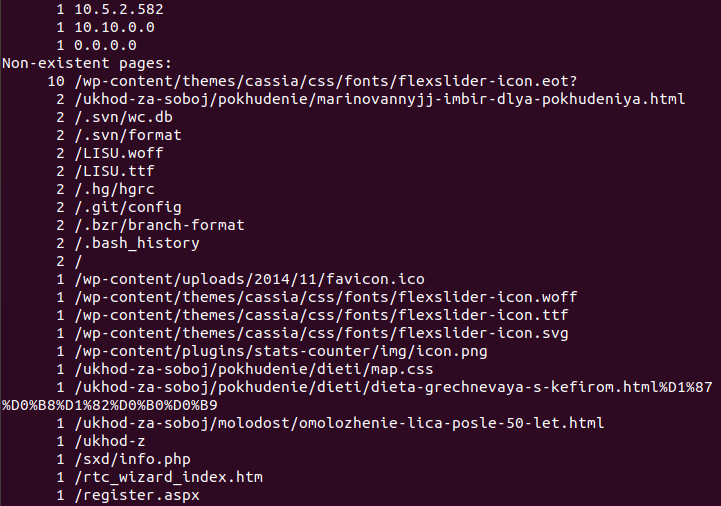 1 10.5.2.582
1 10.10.0.0
1 0.0.0.0
Non-existent pages:
10 /wp-content/themes/cassia/css/fonts/flexslider-icon.eot?
2 /ukhod-za-soboj/pokhudenie/marinovannyjj-imbir-dlya-pokhudeniya.html
2 /.svn/wc.db
2 /.svn/format
2 /LISU.woff
2 /LISU.ttf
2 /.hg/hgrc
2 /.git/config
2 /.bzr/branch-format
2 /.bash_history
2 /
1 /wp-content/uploads/2014/11/favicon.ico
1 /wp-content/themes/cassia/css/fonts/flexslider-icon.woff
1 /wp-content/themes/cassia/css/fonts/flexslider-icon.ttf
1 /wp-content/themes/cassia/css/fonts/flexslider-icon.svg
1 /wp-content/plugins/stats-counter/img/icon.png
1 /ukhod-za-soboj/pokhudenie/dieti/map.css
1 /ukhod-za-soboj/pokhudenie/dieti/dieta-grechnevaya-s-kefirom.html%D1%87
%D0%B8%D1%82%D0%B0%D0%B9
1 /ukhod-za-soboj/molodost/omolozhenie-lica-posle-50-let.html
1 /ukhod-z
1 /sxd/info.php
1 /rtc_wizard_index.htm
1 /register.aspx